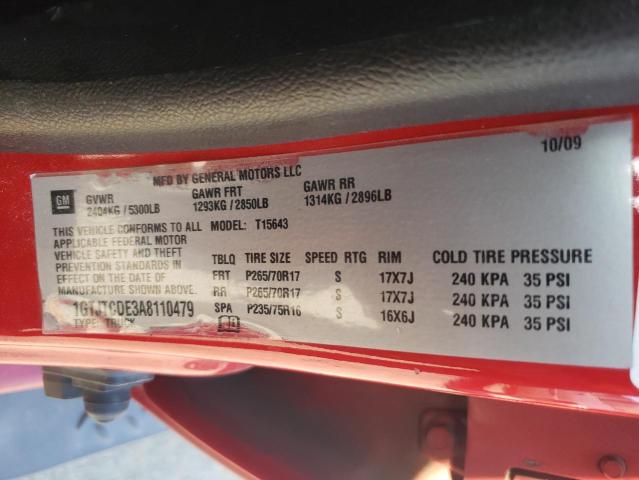 10/09
MFD BY GENERAL MOTORS LLC
GM
GVWR GAWR FRT GAWR RR
2404KG / 5300LB 1293KG / 2850LB 1314KG / 2896LB
THIS VEHICLE CONFORMS TO ALL MODEL: T15643
APPLICABLE FEDERAL MOTOR
VEHICLE SAFETY AND THEFT
PREVENTION STANDARDS IN
EFFECT ON THE DATE OF
MANUFACTURE SHOWN ABOVE.
1GTJTCDE3A8110479
TYPE: TRUCK
TBLQ TIRE SIZE SPEED RTG RIM COLD TIRE PRESSURE
FRT P265/70R17 S 17X7J 240 KPA 35 PSI
RR P265/70R17 S 17X7J 240 KPA 35 PSI
SPA P235/75R16 S 16X6J 240 KPA 35 PSI